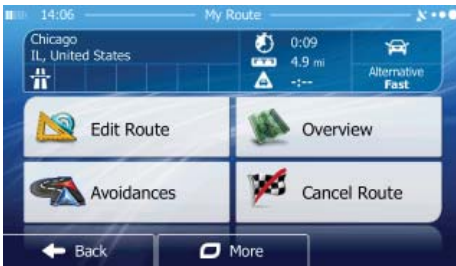 14:06 My Route
Chicago
IL, United States
0:09
4.9 mi
-:--
Alternative
Fast
Edit Route
Overview
Avoidances
Cancel Route
Back
More